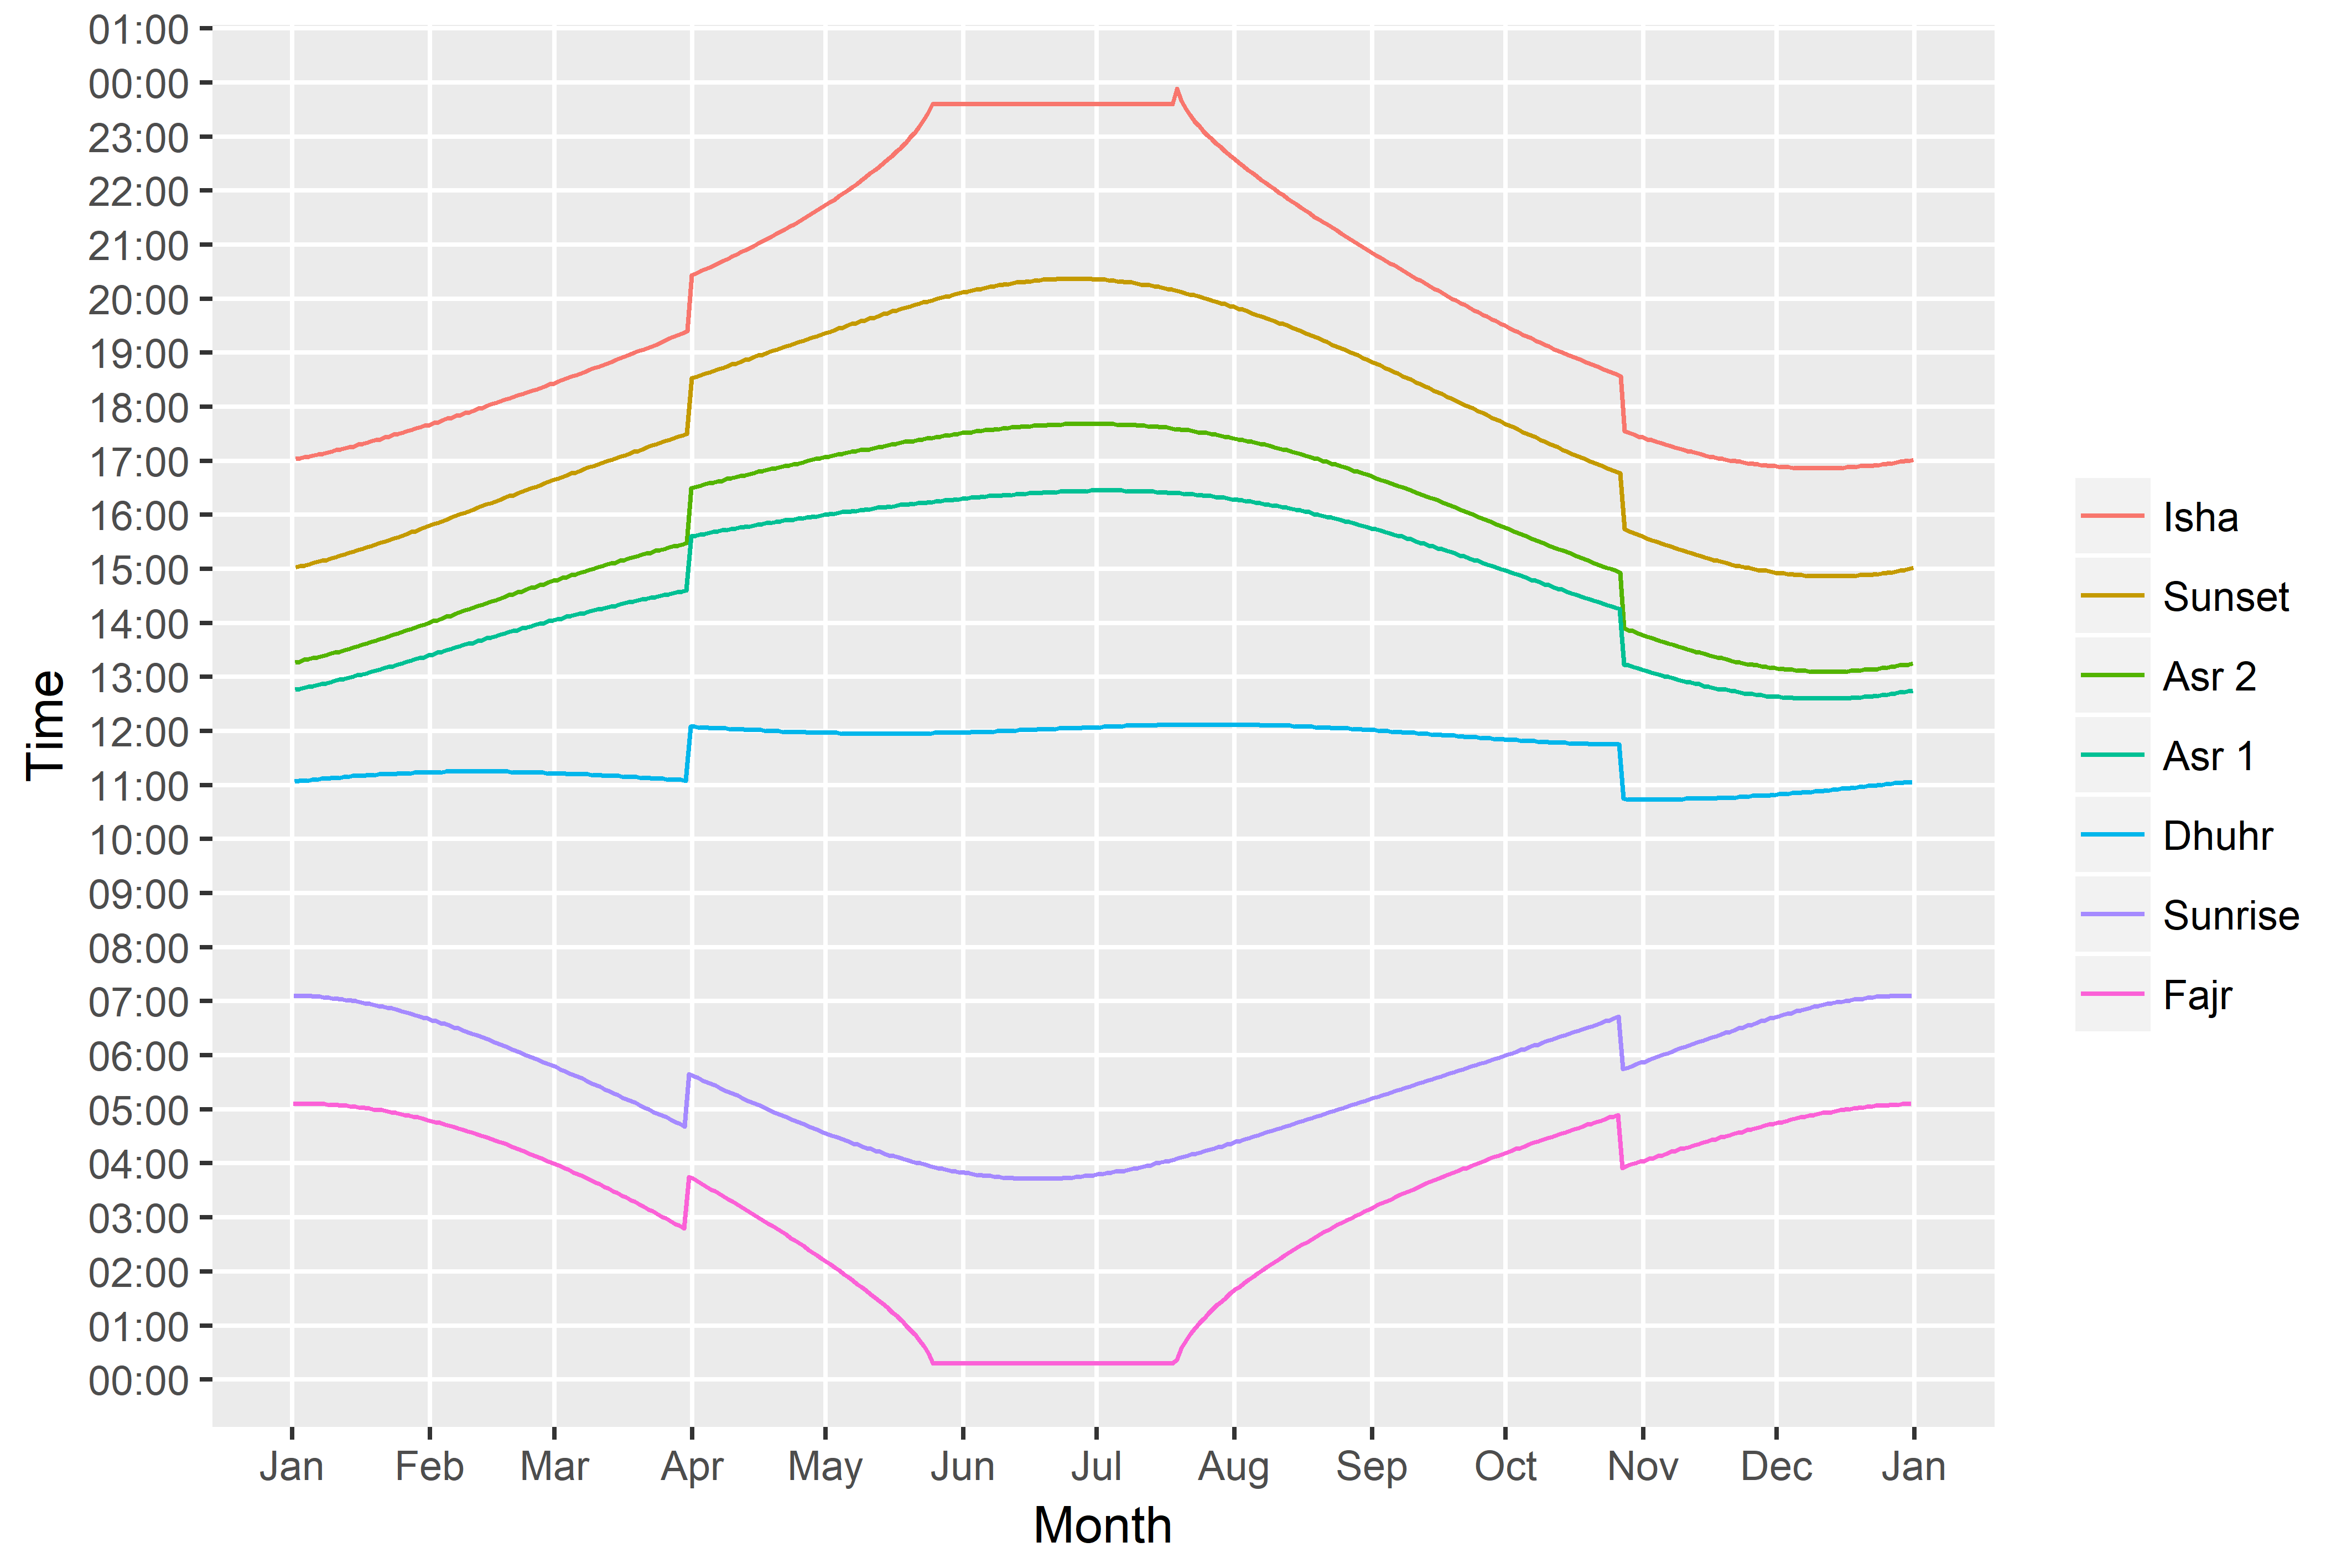 01:00
00:00
23:00
22:00
21:00
20:00
19:00
18:00
17:00
16:00
15:00
14:00
13:00
12:00
11:00
10:00
09:00
08:00
07:00
06:00
05:00
04:00
03:00
02:00
01:00
00:00
Time
Jan Feb Mar Apr May Jun Jul Aug Sep Oct Nov Dec Jan
Month
Isha
Sunset
Asr 2
Asr 1
Dhuhr
Sunrise
Fajr